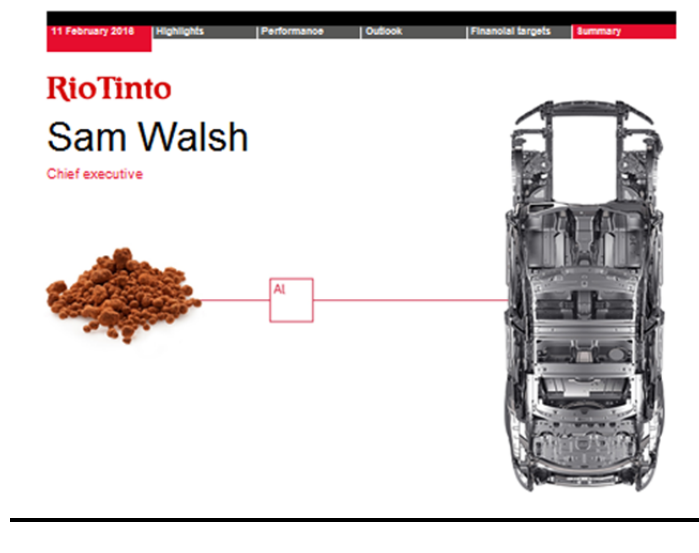 11 February 2016 Highlights Performance Outlook Financial targets Summary
RioTinto
Sam Walsh
Chief executive
AL